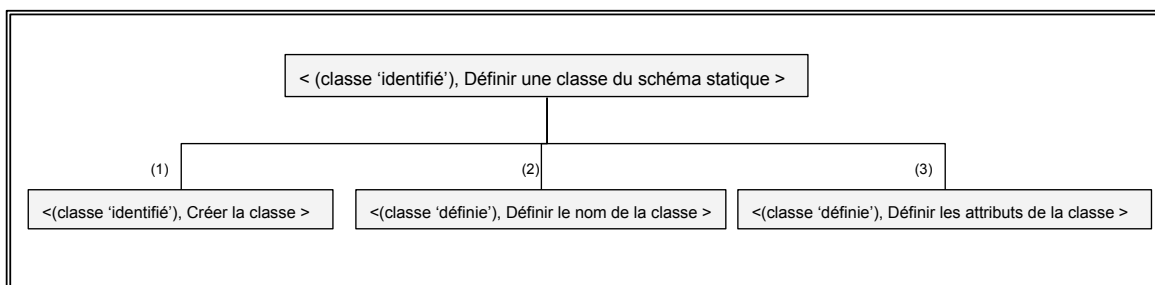 < (classe ‘identifié’), Définir une classe du schéma statique >
(1)
(2)
(3)
<(classe ‘identifié’), Créer la classe >
<(classe ‘définie’), Définir le nom de la classe >
<(classe ‘définie’), Définir les attributs de la classe >